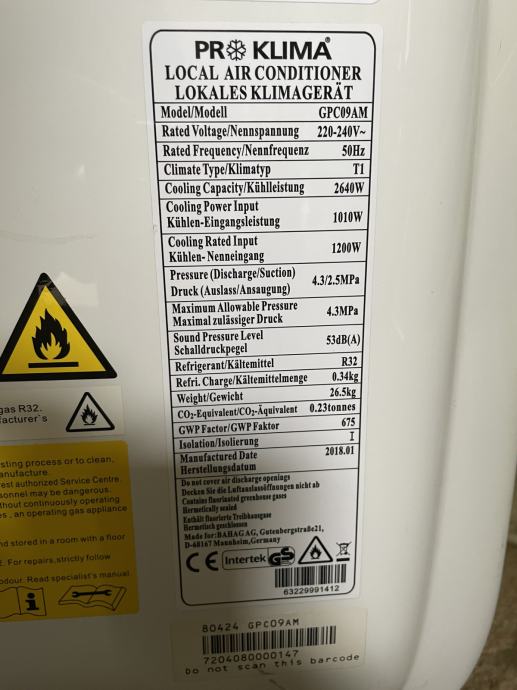 PROKLIMA®
LOCAL AIR CONDITIONER
LOKALES KLIMAGERÄT
Model/Modell GPC09AM
Rated Voltage/Nennspannung 220-240V~
Rated Frequency/Nennfrequenz 50Hz
Climate Type/Klimatyp T1
Cooling Capacity/Kühlleistung 2640W
Cooling Power Input
Kühlen-Eingangsleistung 1010W
Cooling Rated Input
Kühlen- Nenneingang 1200W
Pressure (Discharge/Suction)
Druck (Auslass/Ansaugung) 4.3/2.5MPa
Maximum Allowable Pressure
Maximal zulässiger Druck 4.3MPa
Sound Pressure Level
Schalldruckpegel 53dB(A)
Refrigerant/Kältemittel R32
Refri. Charge/Kältemittelmenge 0.34kg
Weight/Gewicht 26.5kg
CO₂-Equivalent/CO₂-Äquivalent 0.23tonnes
GWP Factor/GWP Faktor 675
Isolation/Isolierung I
Manufactured Date
Herstellungsdatum 2018.01
Do not cover air discharge openings
Decken Sie die Luftauslassöffnungen nicht ab
Contains fluorinated greenhouse gases
Hermetically sealed
Enthält fluorierte Treibhausgase
Hermetisch geschlossen
Made for:BAHAG AG, Gutenbergstraße21,
D-68167 Mannheim,Germany
CE Intertek GS
63229991412
80424 GPC09AM
7204080000147
Do not scan this barcode
gas R32.
facturer's
sting process or to clean,
anufacture.
rest authorized Service Centre.
sonnel may be dangerous.
thout continuously operating
es , an operating gas appliance
nd stored in a room with a floor
E. For repairs,strictly follow
odour. Read specialist's manual.